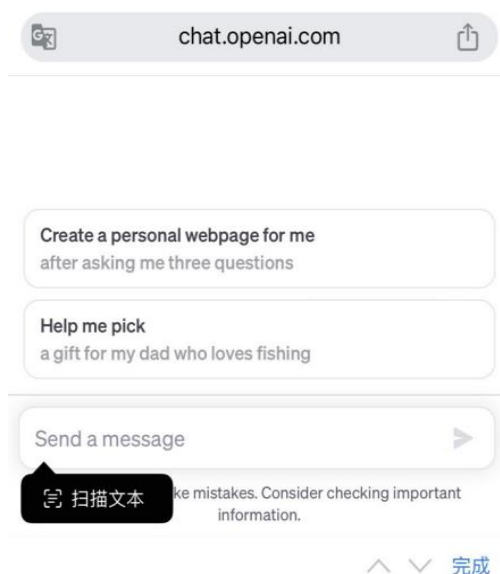 chat.openai.com
Create a personal webpage for me
after asking me three questions
Help me pick
a gift for my dad who loves fishing
Send a message
扫描文本
ke mistakes. Consider checking important
information.
完成